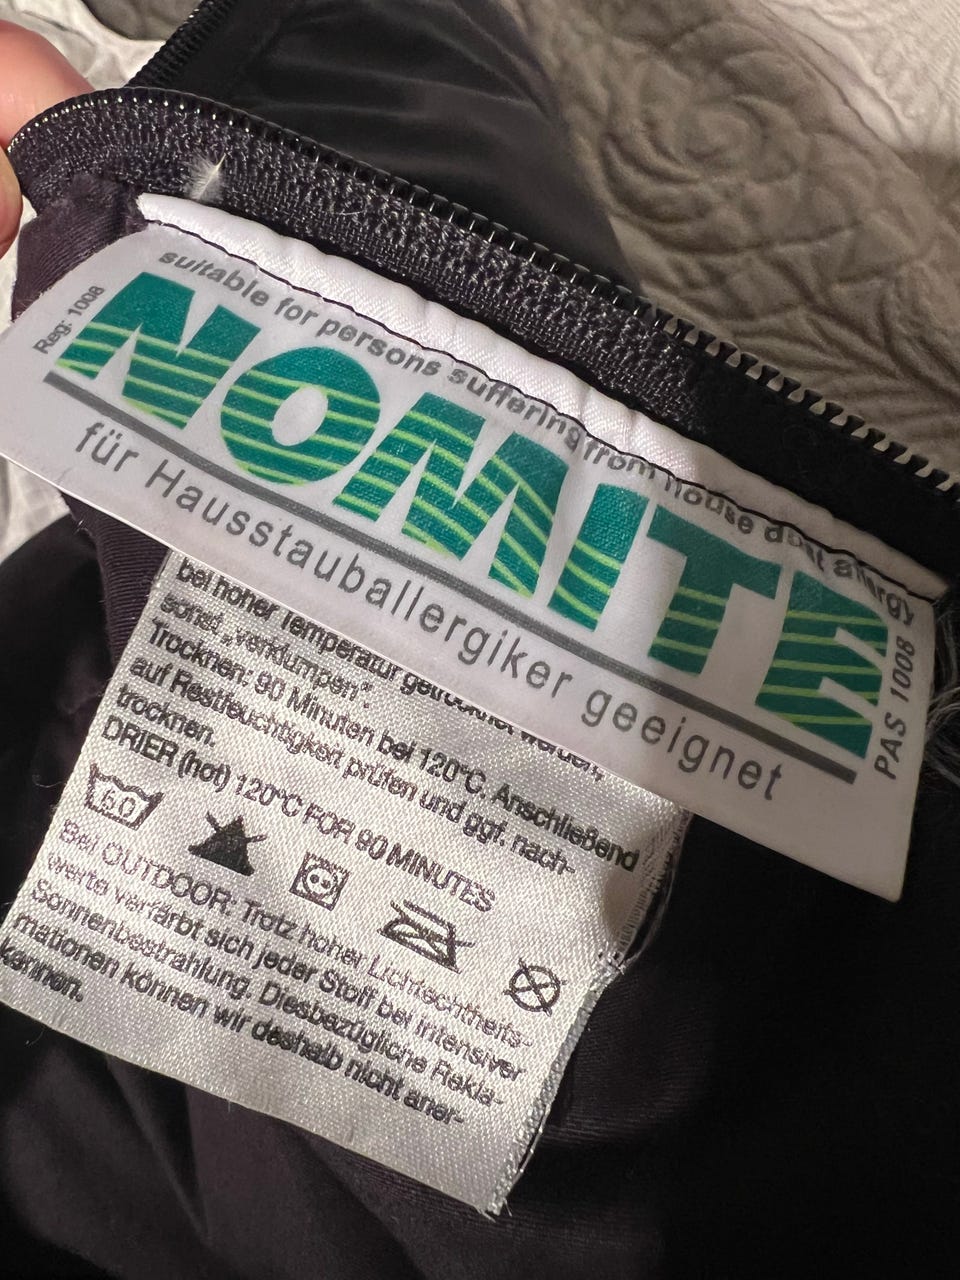 suitable for persons suffering from house dust allergy
Reg: 1008
NOMITE
für Hausstauballergiker geeignet
PAS 1008
bei hoher Temperatur getrocknet werden,
sonst „verklumpen“.
Trocknen: 90 Minuten bei 120°C. Anschließend
auf Restfeuchtigkeit prüfen und ggf. nach-
trocknen.
DRIER (hot) 120°C FOR 90 MINUTES
60
Bei OUTDOOR: Trotz hoher Lichtechtheits-
werte verfärbt sich jeder Stoff bei intensiver
Sonnenbestrahlung. Diesbezügliche Rekla-
mationen können wir deshalb nicht aner-
kennen.